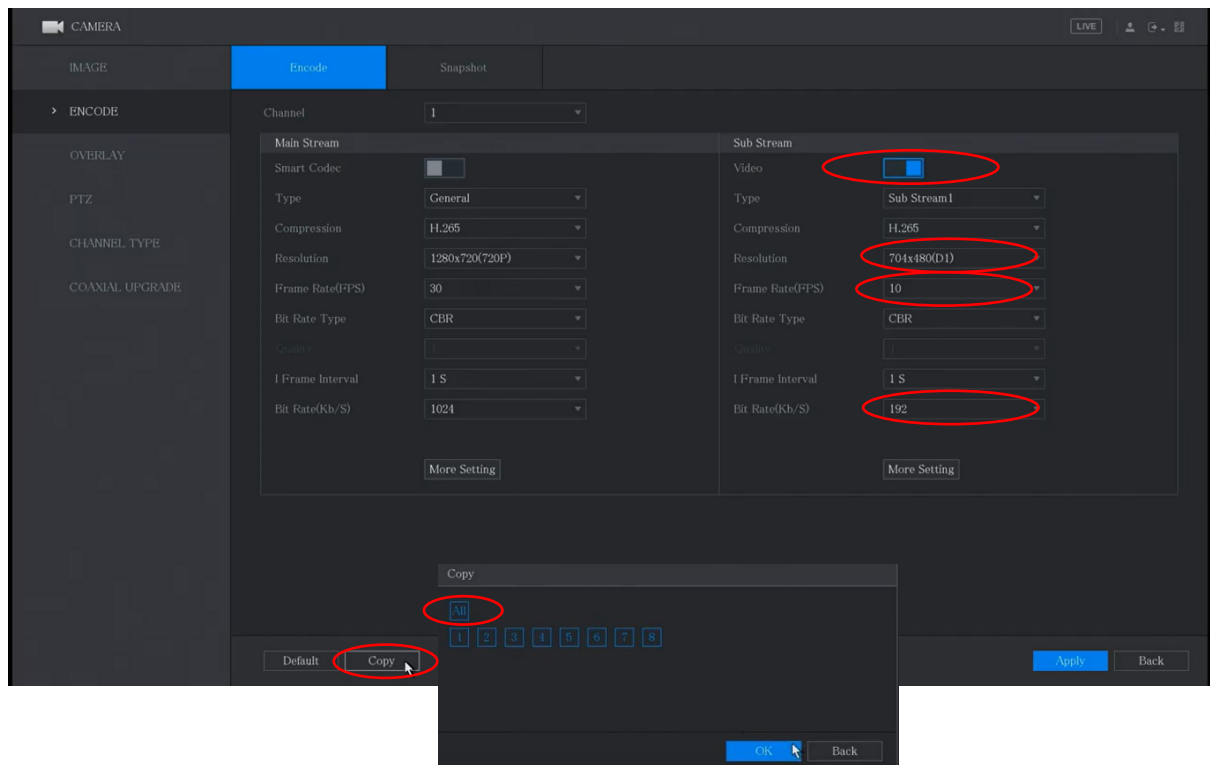 CAMERA
LIVE
IMAGE
ENCODE
OVERLAY
PTZ
CHANNEL TYPE
COAXIAL UPGRADE
Encode Snapshot
Channel 1
Main Stream
Smart Codec
Type General
Compression H.265
Resolution 1280x720(720P)
Frame Rate(FPS) 30
Bit Rate Type CBR
Quality 1
I Frame Interval 1 S
Bit Rate(Kb/S) 1024
More Setting
Sub Stream
Video
Type Sub Stream1
Compression H.265
Resolution 704x480(D1)
Frame Rate(FPS) 10
Bit Rate Type CBR
Quality 1
I Frame Interval 1 S
Bit Rate(Kb/S) 192
More Setting
Copy
All
1 2 3 4 5 6 7 8
Default Copy
Apply Back
OK Back